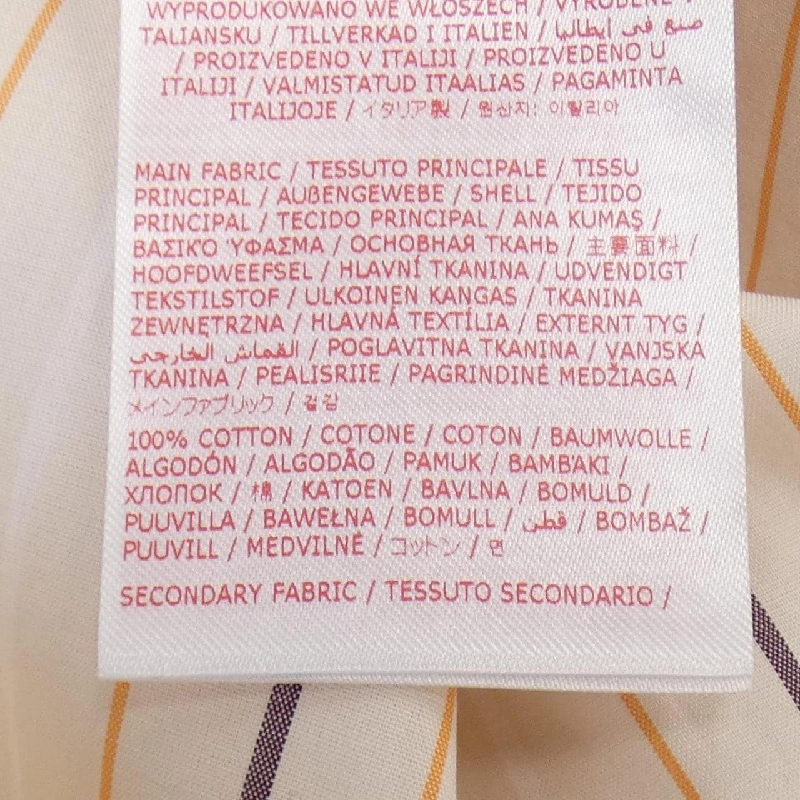 WYPRODUKOWANO WE WŁOSZECH / VYROBENÉ V
TALIANSKU / TILLVERKAD I ITALIEN / صنع في ايطاليا
/ PROIZVEDENO V ITALIJI / PROIZVEDENO U
ITALIJI / VALMISTATUD ITAALIAS / PAGAMINTA
ITALIJOJE / イタリア製 / 원산지: 이탈리아
MAIN FABRIC / TESSUTO PRINCIPALE / TISSU
PRINCIPAL / AUßENGEWEBE / SHELL / TEJIDO
PRINCIPAL / TECIDO PRINCIPAL / ANA KUMAŞ /
ΒΑΣΙΚΌ ΎΦΑΣΜΑ / ОСНОВНАЯ ТКАНЬ / 主要面料 /
HOOFDWEEFSEL / HLAVNÍ TKANINA / UDVENDIGT
TEKSTILSTOF / ULKOINEN KANGAS / TKANINA
ZEWNĘTRZNA / HLAVNÁ TEXTÍLIA / EXTERNT TYG /
القماش الخارجي / POGLAVITNA TKANINA / VANJSKA
TKANINA / PEALISRIIE / PAGRINDINĖ MEDŽIAGA /
メインファブリック / 겉감
100% COTTON / COTONE / COTON / BAUMWOLLE /
ALGODÓN / ALGODÃO / PAMUK / ΒΑΜΒΆΚΙ /
ХЛОПОК / 棉 / KATOEN / BAVLNA / BOMULD /
PUUVILLA / BAWEŁNA / BOMULL / قطن / BOMBAŽ /
PUUVILL / MEDVILNĖ / コットン / 면
SECONDARY FABRIC / TESSUTO SECONDARIO /